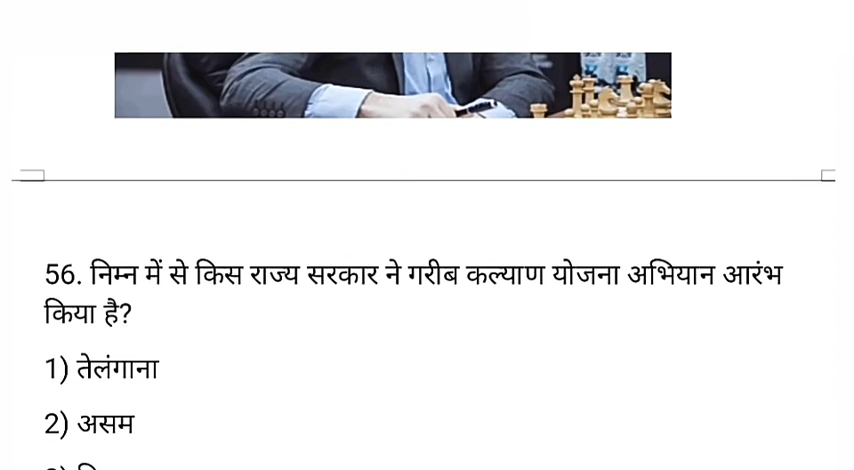 56. निम्न में से किस राज्य सरकार ने गरीब कल्याण योजना अभियान आरंभ
किया है?
1) तेलंगाना
2) असम